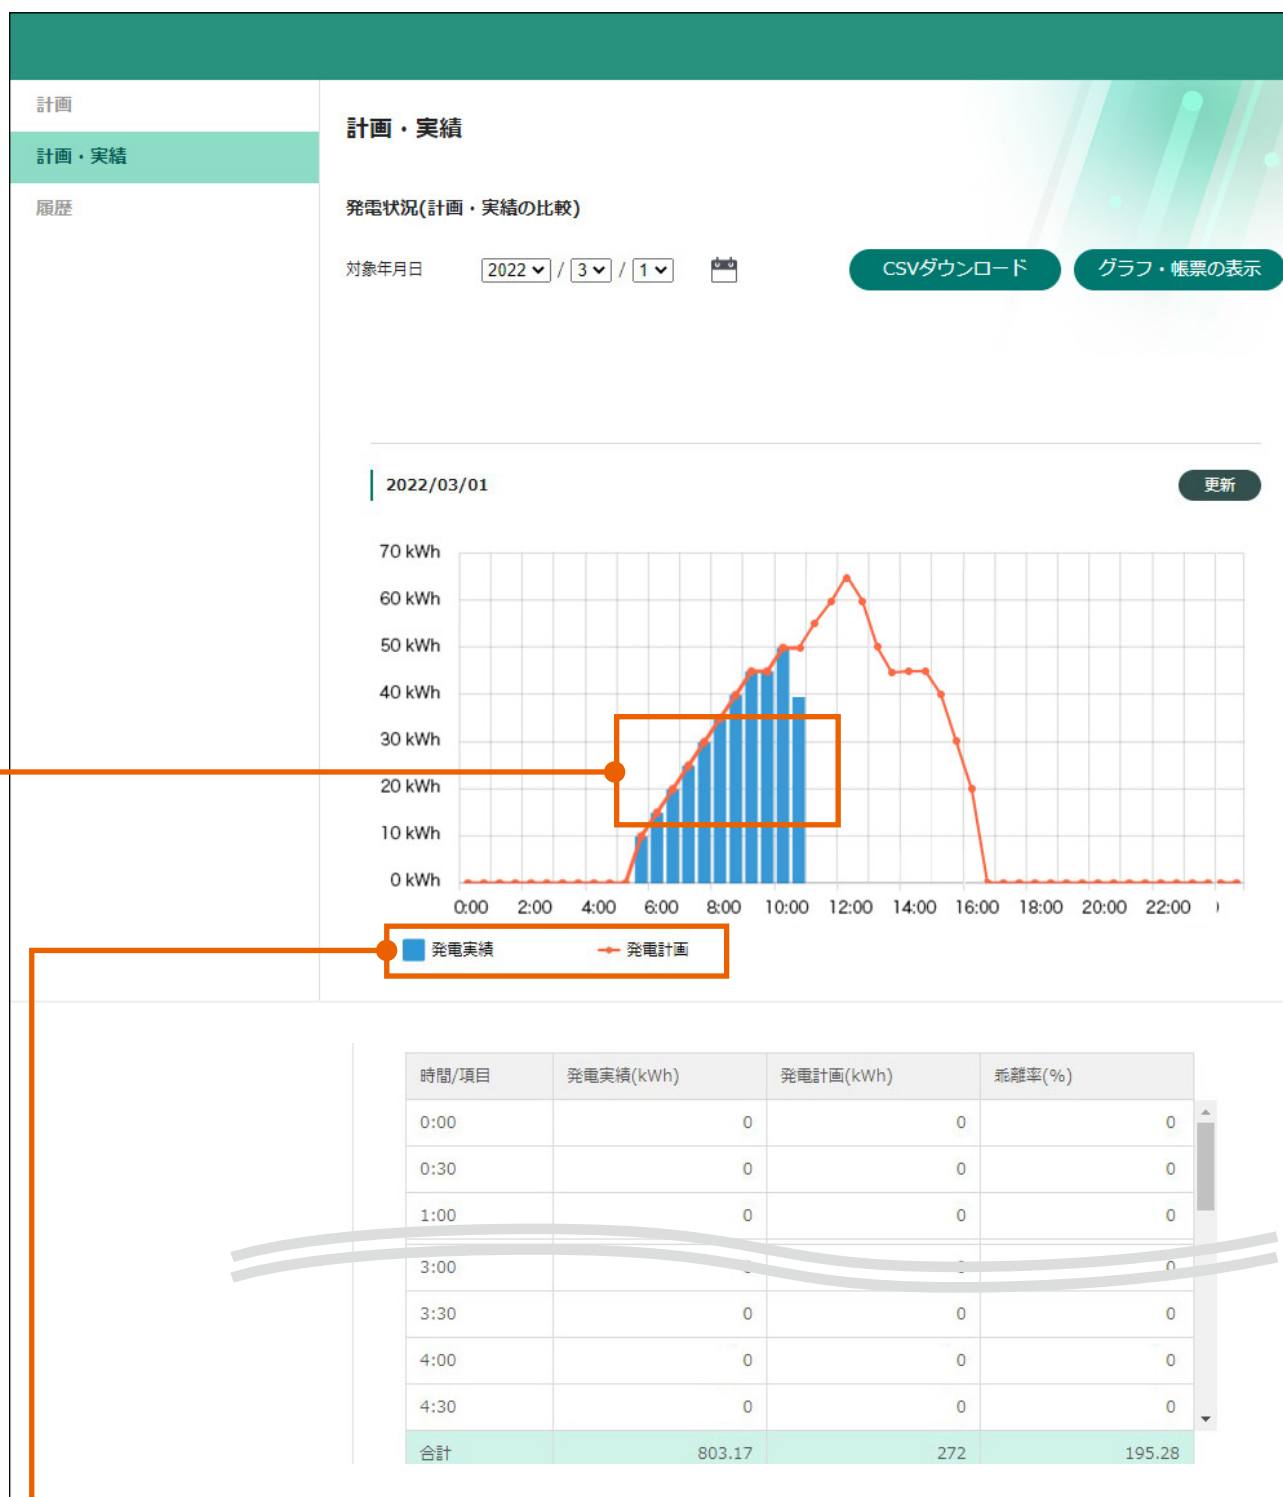 計画
計画・実績
履歴
計画・実績
発電状況(計画・実績の比較)
対象年月日 2022 / 3 / 1 CSVダウンロード グラフ・帳票の表示
2022/03/01 更新
70 kWh
60 kWh
50 kWh
40 kWh
30 kWh
20 kWh
10 kWh
0 kWh
0:00 2:00 4:00 6:00 8:00 10:00 12:00 14:00 16:00 18:00 20:00 22:00
発電実績 発電計画
時間/項目 発電実績(kWh) 発電計画(kWh) 乖離率(%)
0:00 0 0 0
0:30 0 0 0
1:00 0 0 0
3:00 0
3:30 0 0 0
4:00 0 0 0
4:30 0 0 0
合計 803.17 272 195.28